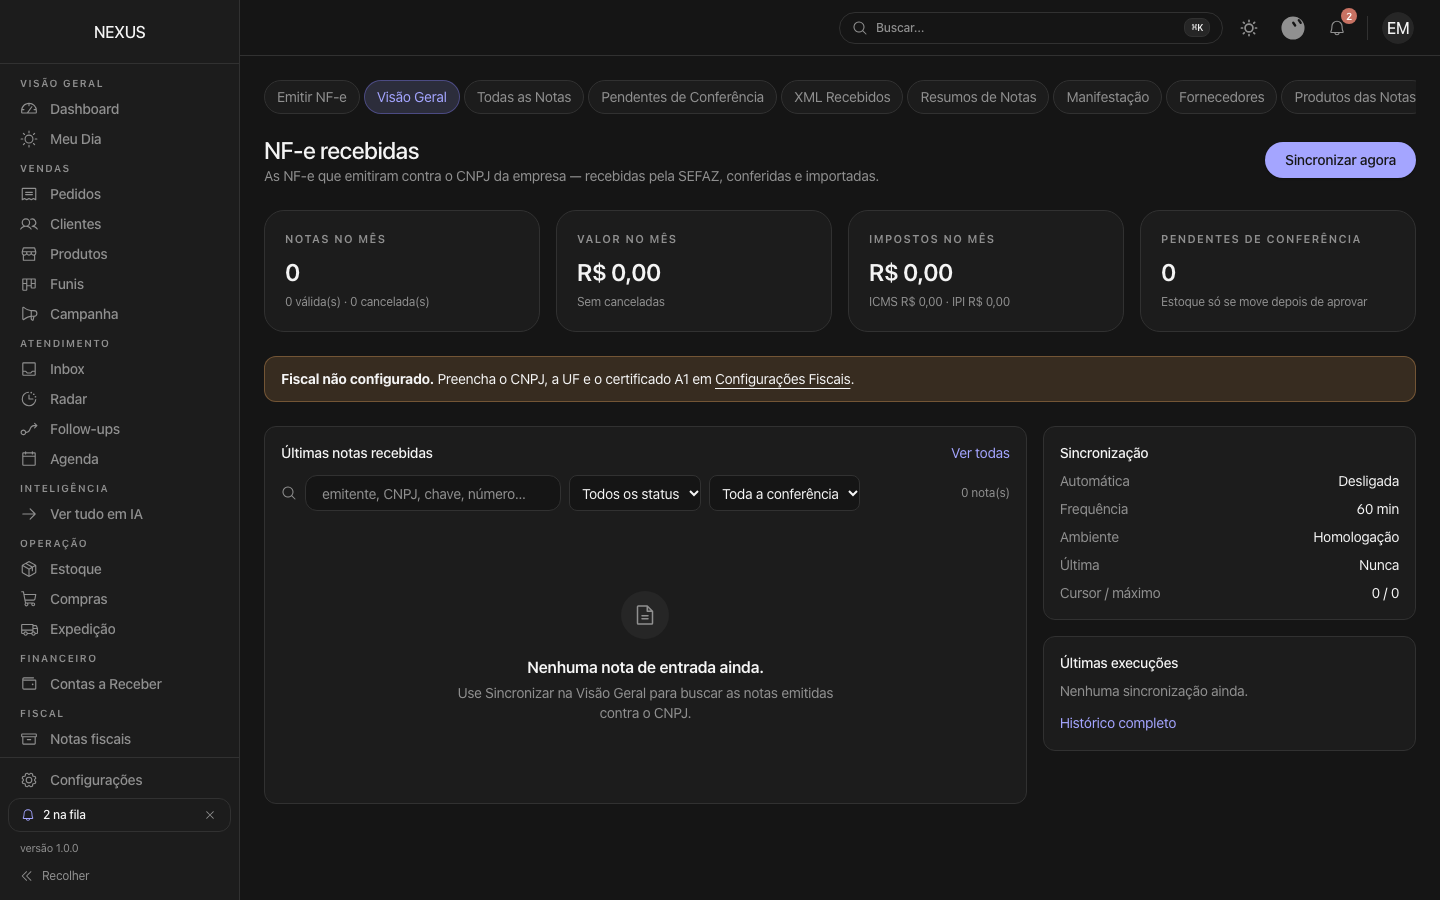 NEXUS
Buscar...
⌘K
2
EM
VISÃO GERAL
Dashboard
Meu Dia
VENDAS
Pedidos
Clientes
Produtos
Funis
Campanha
ATENDIMENTO
Inbox
Radar
Follow-ups
Agenda
INTELIGÊNCIA
Ver tudo em IA
OPERAÇÃO
Estoque
Compras
Expedição
FINANCEIRO
Contas a Receber
FISCAL
Notas fiscais
Configurações
2 na fila
versão 1.0.0
Recolher
Emitir NF-e
Visão Geral
Todas as Notas
Pendentes de Conferência
XML Recebidos
Resumos de Notas
Manifestação
Fornecedores
Produtos das Notas
NF-e recebidas
As NF-e que emitiram contra o CNPJ da empresa — recebidas pela SEFAZ, conferidas e importadas.
Sincronizar agora
NOTAS NO MÊS
0
0 válida(s) · 0 cancelada(s)
VALOR NO MÊS
R$ 0,00
Sem canceladas
IMPOSTOS NO MÊS
R$ 0,00
ICMS R$ 0,00 · IPI R$ 0,00
PENDENTES DE CONFERÊNCIA
0
Estoque só se move depois de aprovar
Fiscal não configurado. Preencha o CNPJ, a UF e o certificado A1 em Configurações Fiscais.
Últimas notas recebidas
Ver todas
emitente, CNPJ, chave, número...
Todos os status
Toda a conferência
0 nota(s)
Nenhuma nota de entrada ainda.
Use Sincronizar na Visão Geral para buscar as notas emitidas
contra o CNPJ.
Sincronização
Automática Desligada
Frequência 60 min
Ambiente Homologação
Última Nunca
Cursor / máximo 0 / 0
Últimas execuções
Nenhuma sincronização ainda.
Histórico completo